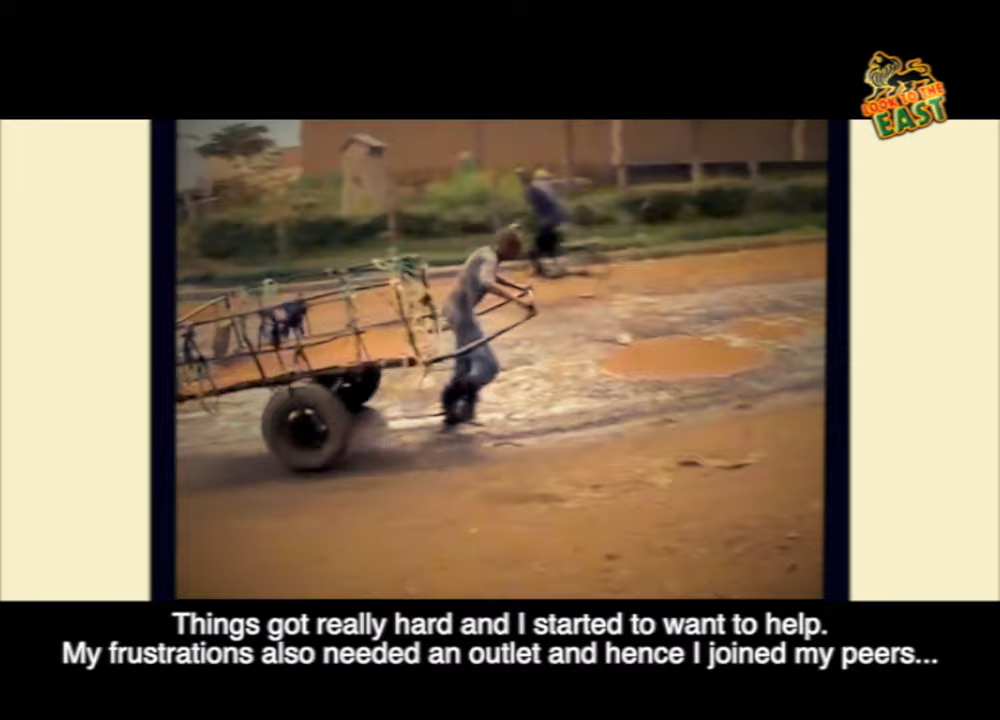 LOOK TO THE
EAST
Things got really hard and I started to want to help.
My frustrations also needed an outlet and hence I joined my peers...